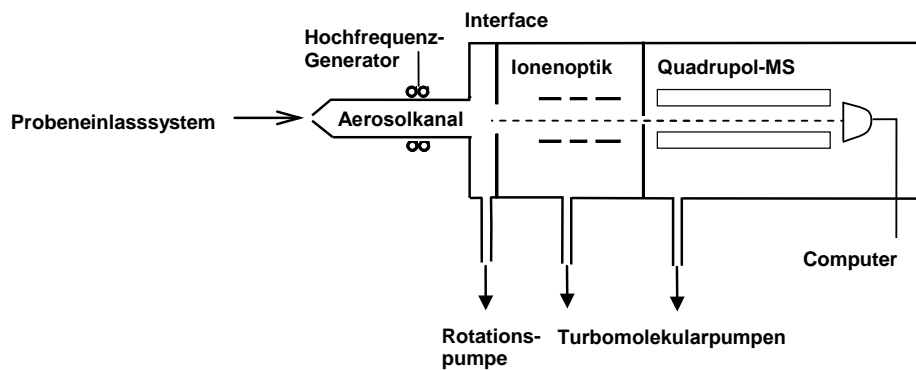 Interface
Hochfrequenz-
Generator
Ionenoptik
Quadrupol-MS
Probeneinlasssystem
Aerosolkanal
Computer
Rotations-
pumpe
Turbomolekularpumpen